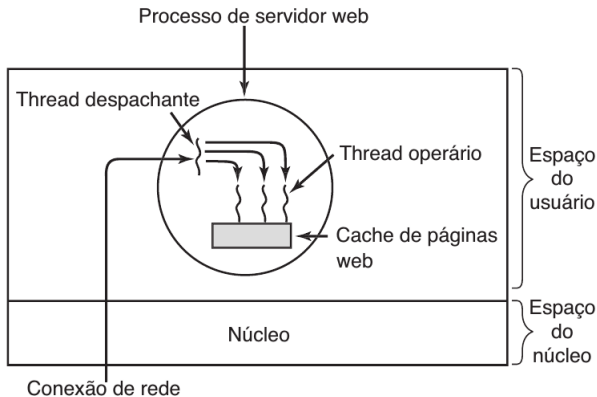 Processo de servidor web
Thread despachante
Thread operário
Espaço
do
usuário
Cache de páginas
web
Núcleo
Espaço
do
núcleo
Conexão de rede